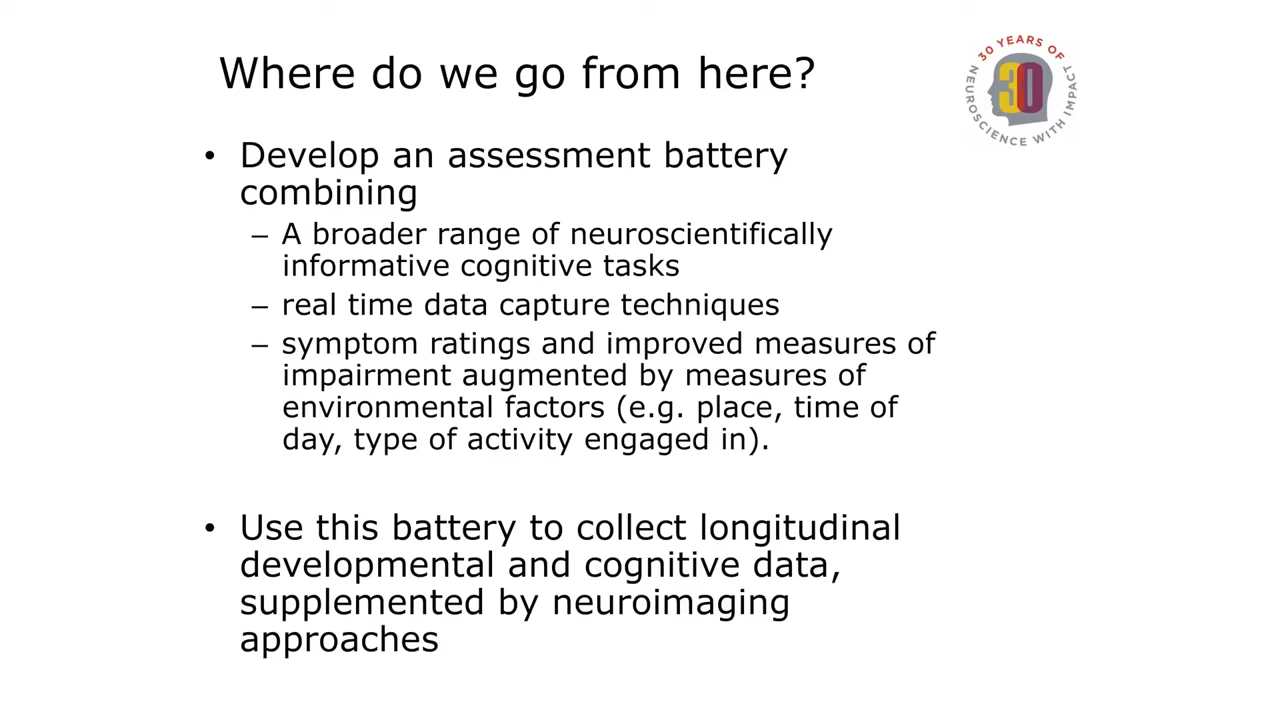 Where do we go from here?
30 YEARS OF
NEUROSCIENCE WITH IMPACT
30
• Develop an assessment battery
combining
– A broader range of neuroscientifically
informative cognitive tasks
– real time data capture techniques
– symptom ratings and improved measures of
impairment augmented by measures of
environmental factors (e.g. place, time of
day, type of activity engaged in).
• Use this battery to collect longitudinal
developmental and cognitive data,
supplemented by neuroimaging
approaches